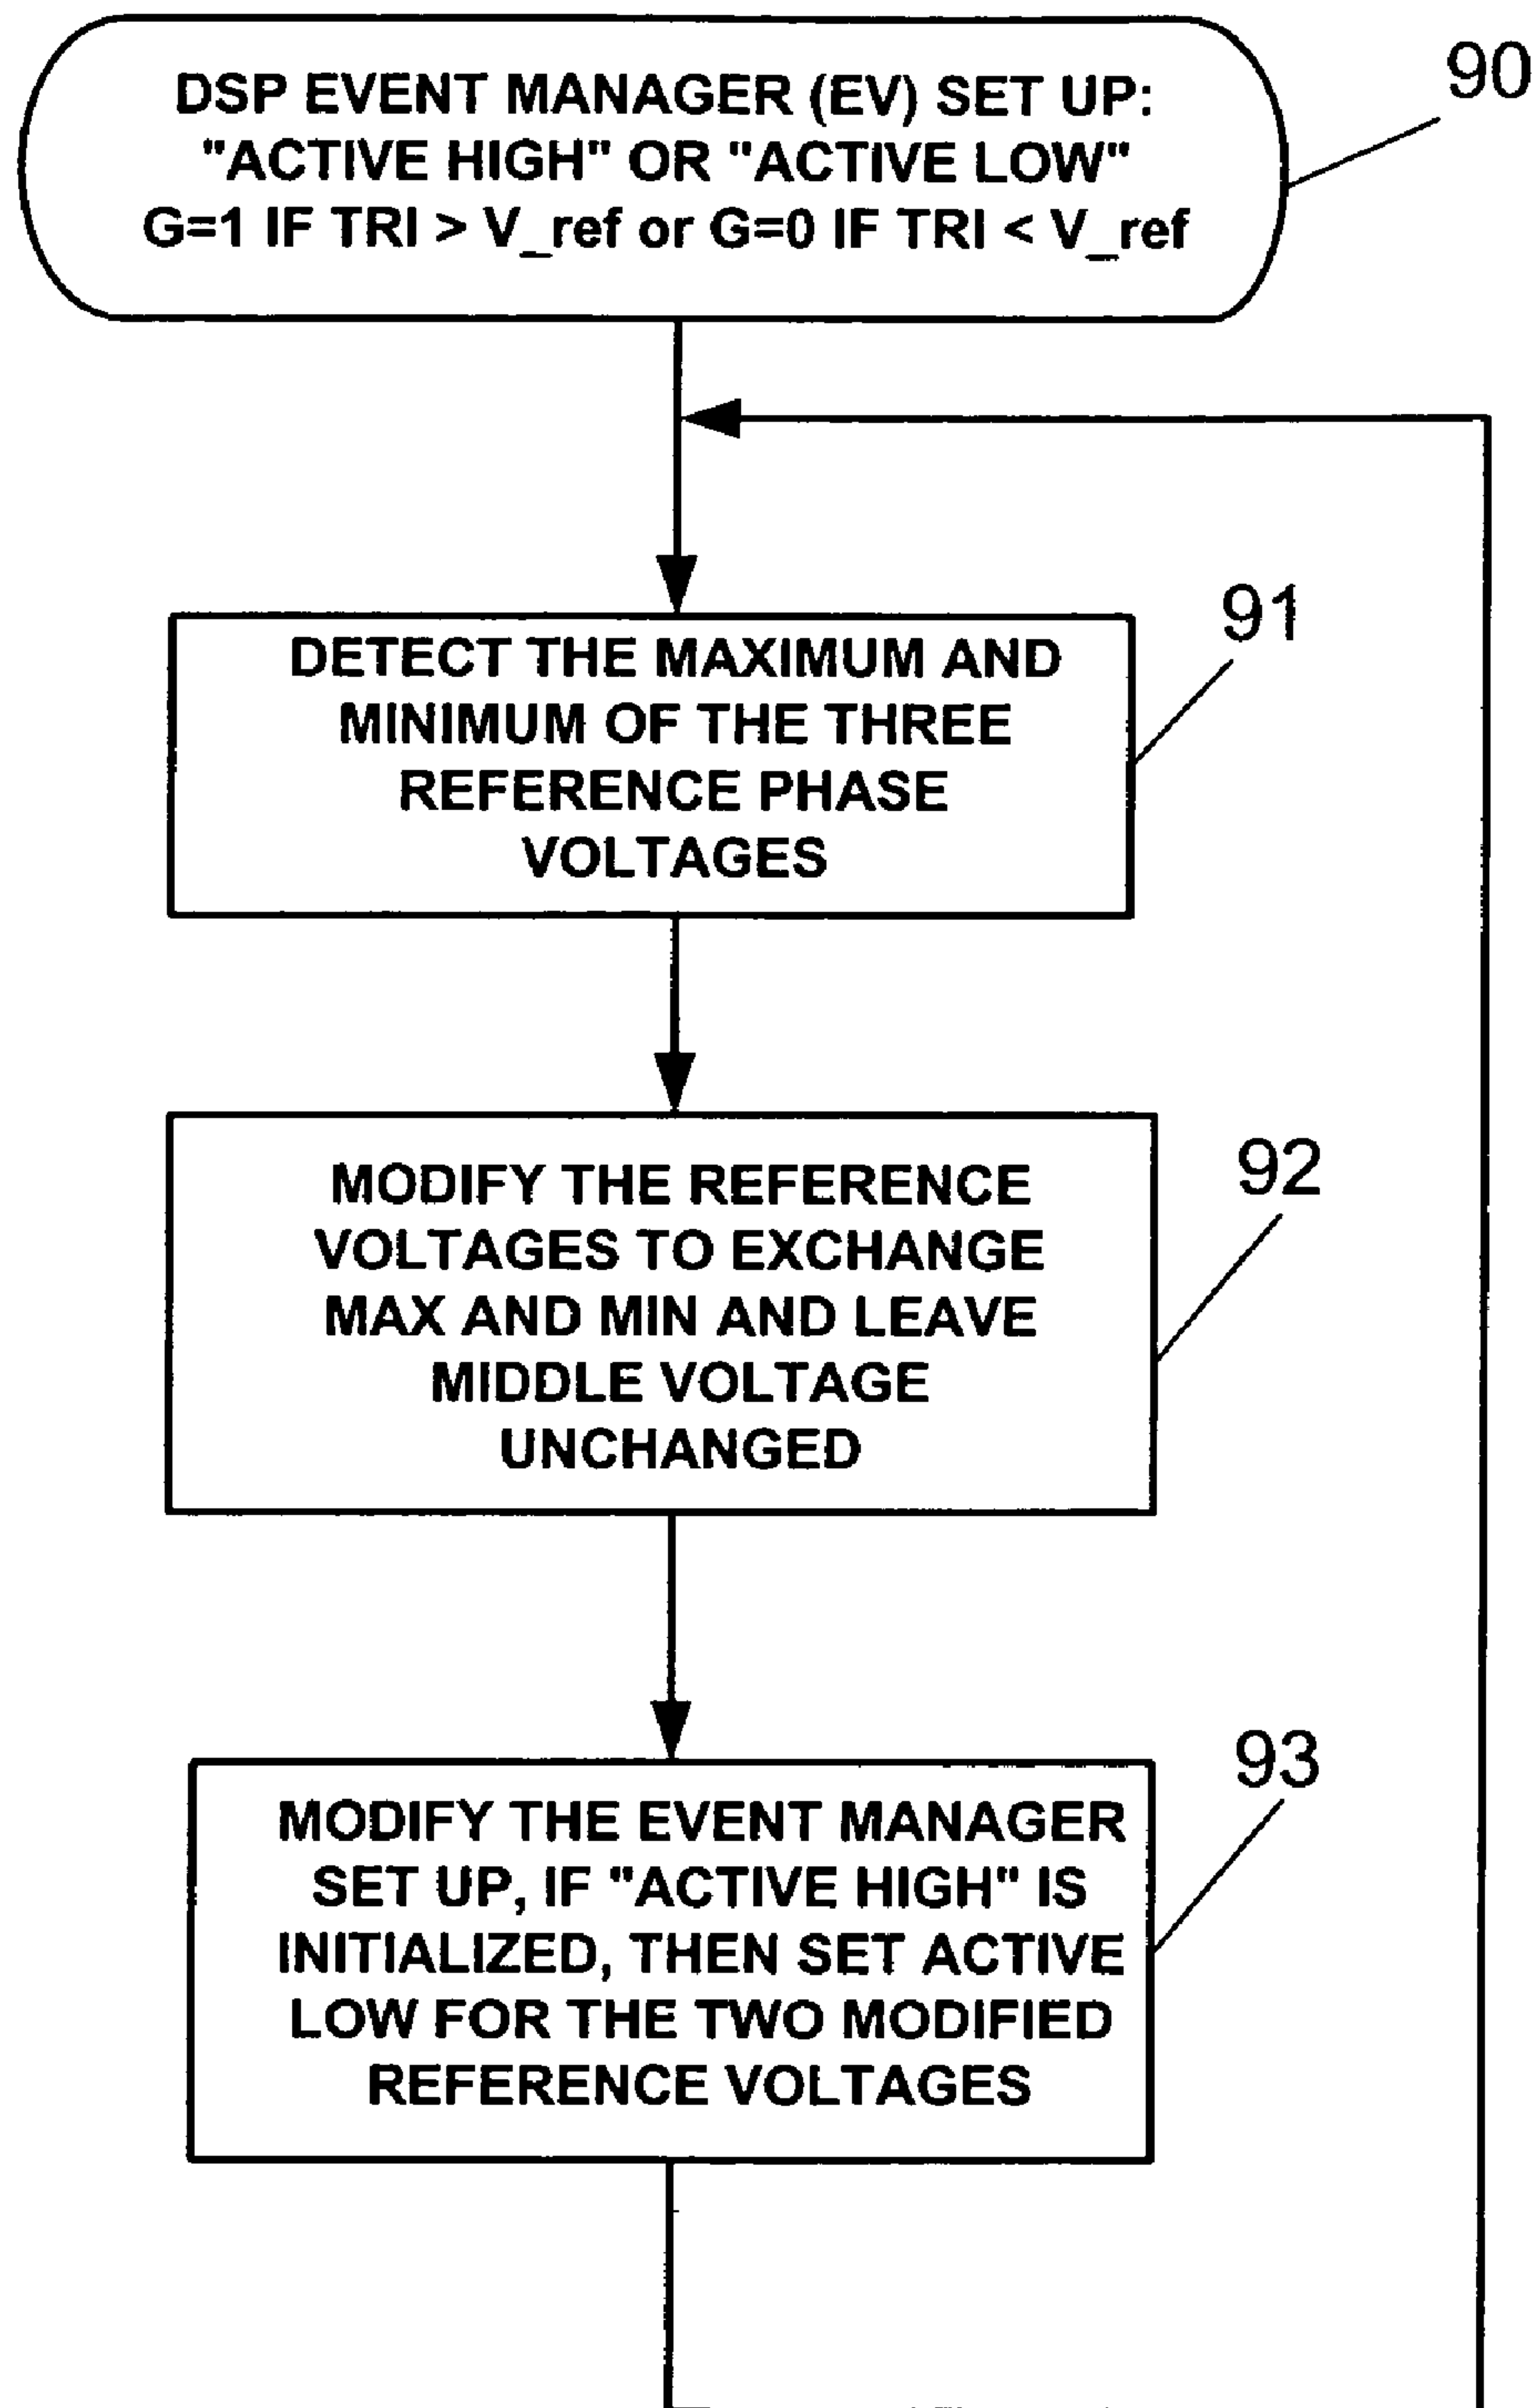 DSP EVENT MANAGER (EV) SET UP:
"ACTIVE HIGH" OR "ACTIVE LOW"
G=1 IF TRI > V_ref or G=0 IF TRI < V_ref
90
DETECT THE MAXIMUM AND
MINIMUM OF THE THREE
REFERENCE PHASE
VOLTAGES
91
MODIFY THE REFERENCE
VOLTAGES TO EXCHANGE
MAX AND MIN AND LEAVE
MIDDLE VOLTAGE
UNCHANGED
92
MODIFY THE EVENT MANAGER
SET UP, IF "ACTIVE HIGH" IS
INITIALIZED, THEN SET ACTIVE
LOW FOR THE TWO MODIFIED
REFERENCE VOLTAGES
93